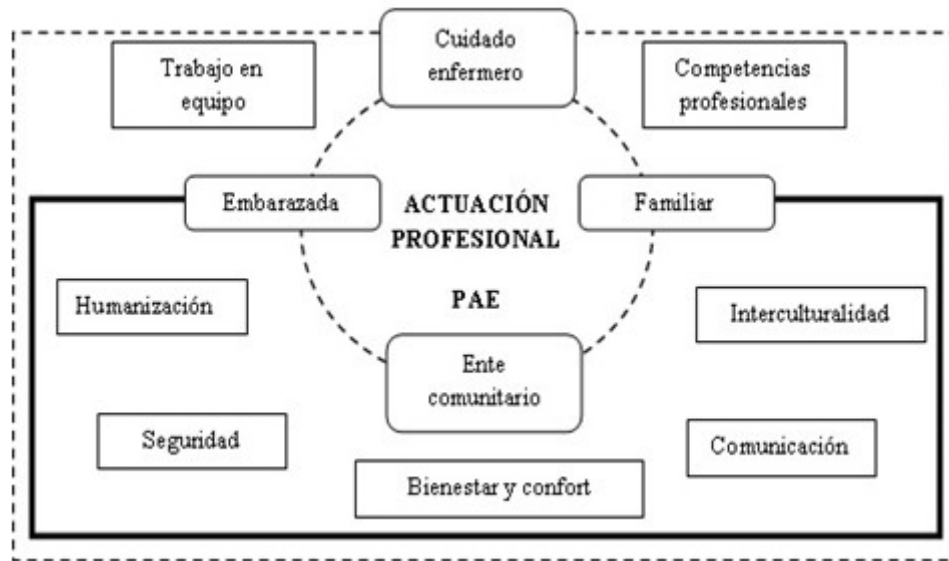 Cuidado
enfermero
Trabajo en
equipo
Competencias
profesionales
Embarazada
ACTUACIÓN
PROFESIONAL
Familiar
PAE
Humanización
Interculturalidad
Ente
comunitario
Seguridad
Comunicación
Bienestar y confort